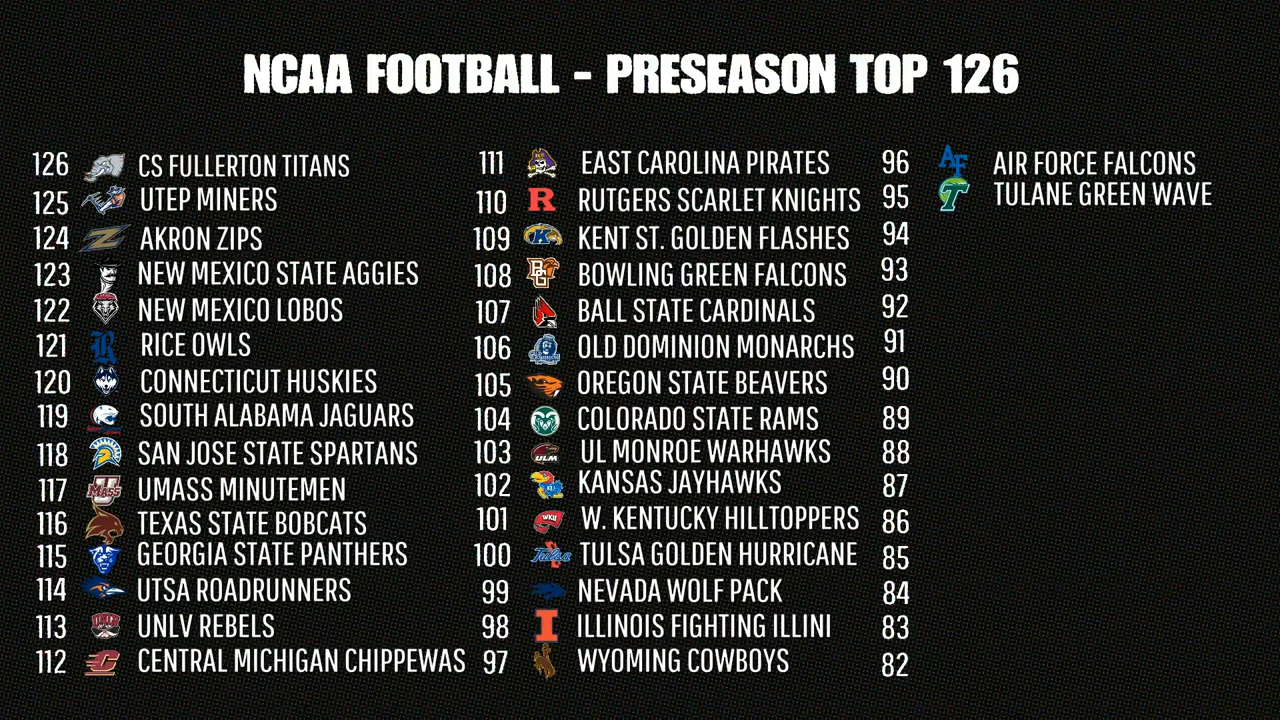 NCAA FOOTBALL - PRESEASON TOP 126
126 CS FULLERTON TITANS
125 UTEP MINERS
124 AKRON ZIPS
123 NEW MEXICO STATE AGGIES
122 NEW MEXICO LOBOS
121 RICE OWLS
120 CONNECTICUT HUSKIES
119 SOUTH ALABAMA JAGUARS
118 SAN JOSE STATE SPARTANS
117 UMASS MINUTEMEN
116 TEXAS STATE BOBCATS
115 GEORGIA STATE PANTHERS
114 UTSA ROADRUNNERS
113 UNLV REBELS
112 CENTRAL MICHIGAN CHIPPEWAS
111 EAST CAROLINA PIRATES
110 R RUTGERS SCARLET KNIGHTS
109 K KENT ST. GOLDEN FLASHES
108 BG BOWLING GREEN FALCONS
107 BALL STATE CARDINALS
106 OLD DOMINION MONARCHS
105 OREGON STATE BEAVERS
104 COLORADO STATE RAMS
103 ULM UL MONROE WARHAWKS
102 KANSAS JAYHAWKS
101 WKU W. KENTUCKY HILLTOPPERS
100 Tulsa TULSA GOLDEN HURRICANE
99 NEVADA WOLF PACK
98 I ILLINOIS FIGHTING ILLINI
97 WYOMING COWBOYS
96 AF AIR FORCE FALCONS
95 T TULANE GREEN WAVE
94
93
92
91
90
89
88
87
86
85
84
83
82